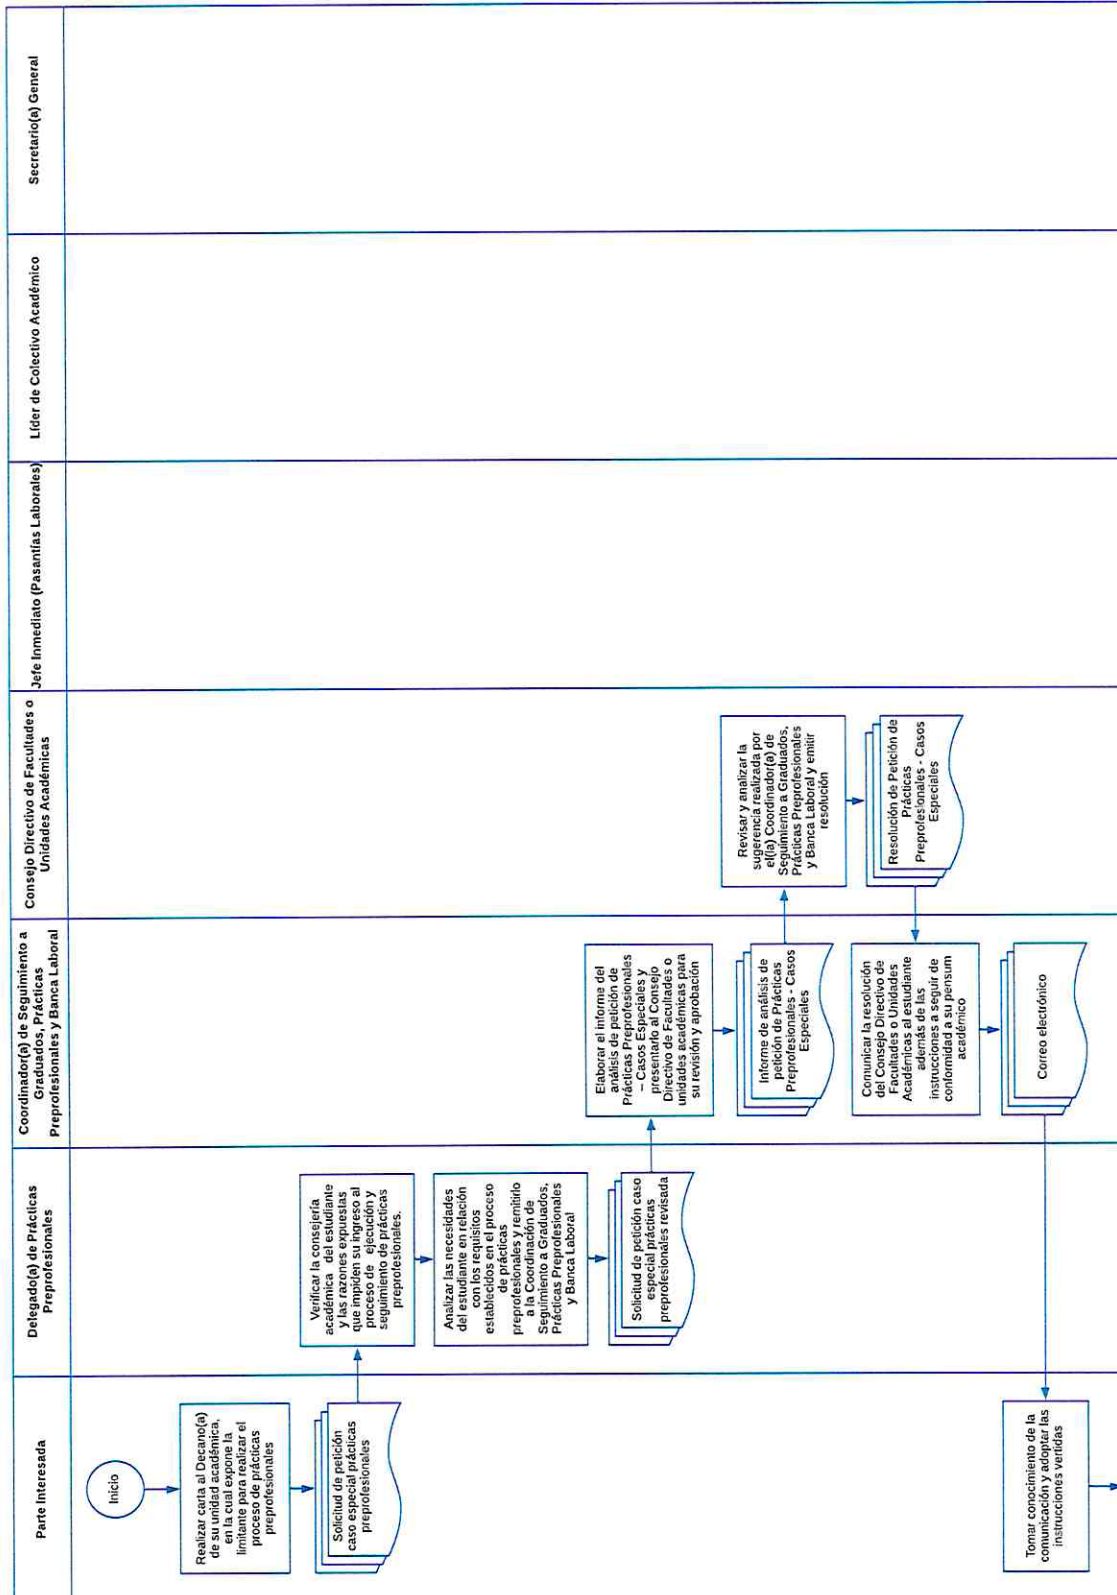 Parte Interesada
Delegado(a) de Prácticas
Preprofesionales
Coordinador(a) de Seguimiento a
Graduados, Prácticas
Preprofesionales y Banca Laboral
Consejo Directivo de Facultades o
Unidades Académicas
Jefe Inmediato (Pasantías Laborales)
Líder de Colectivo Académico
Secretario(a) General
Inicio
Realizar carta al Decano(a)
de su unidad académica,
en la cual expone la
limitante para realizar el
proceso de prácticas
preprofesionales
Solicitud de petición
caso especial prácticas
preprofesionales
Verificar la consejería
académica del estudiante
y las razones expuestas
que impiden su ingreso al
proceso de ejecución y
seguimiento de prácticas
preprofesionales.
Analizar las necesidades
del estudiante en relación
con los requisitos
establecidos en el proceso
de prácticas
preprofesionales y remitirlo
a la Coordinación de
Seguimiento a Graduados,
Prácticas Preprofesionales
y Banca Laboral
Solicitud de petición caso
especial prácticas
preprofesionales revisada
Elaborar el informe del
análisis de petición de
Prácticas Preprofesionales
– Casos Especiales y
presentarlo al Consejo
Directivo de Facultades o
unidades académicas para
su revisión y aprobación
Informe de análisis de
petición de Prácticas
Preprofesionales - Casos
Especiales
Revisar y analizar la
sugerencia realizada por
el(la) Coordinador(a) de
Seguimiento a Graduados,
Prácticas Preprofesionales
y Banca Laboral y emitir
resolución
Resolución de Petición de
Prácticas
Preprofesionales - Casos
Especiales
Comunicar la resolución
del Consejo Directivo de
Facultades o Unidades
Académicas al estudiante
además de las
instrucciones a seguir de
conformidad a su pensum
académico
Correo electrónico
Tomar conocimiento de la
comunicación y adoptar las
instrucciones vertidas